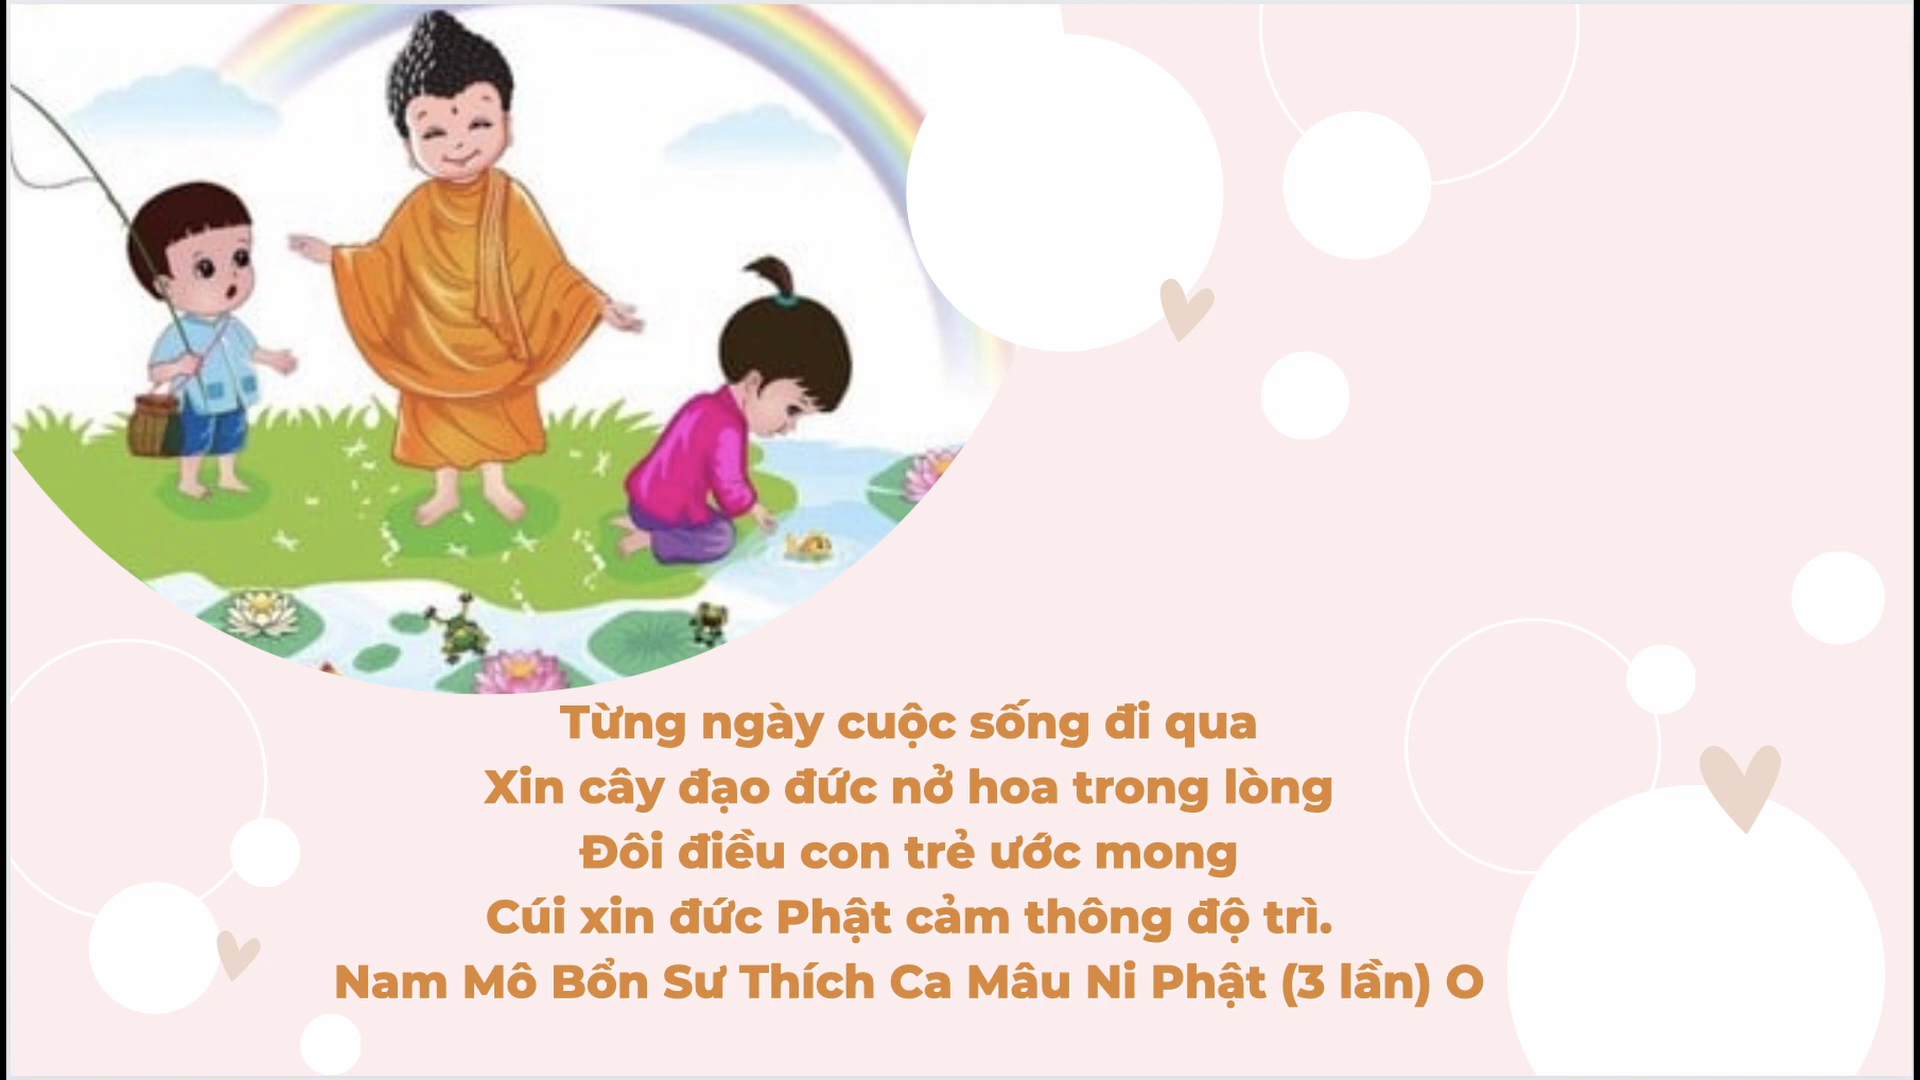 Từng ngày cuộc sống đi qua
Xin cây đạo đức nở hoa trong lòng
Đôi điều con trẻ ước mong
Cúi xin đức Phật cảm thông độ trì.
Nam Mô Bổn Sư Thích Ca Mâu Ni Phật (3 lần) O